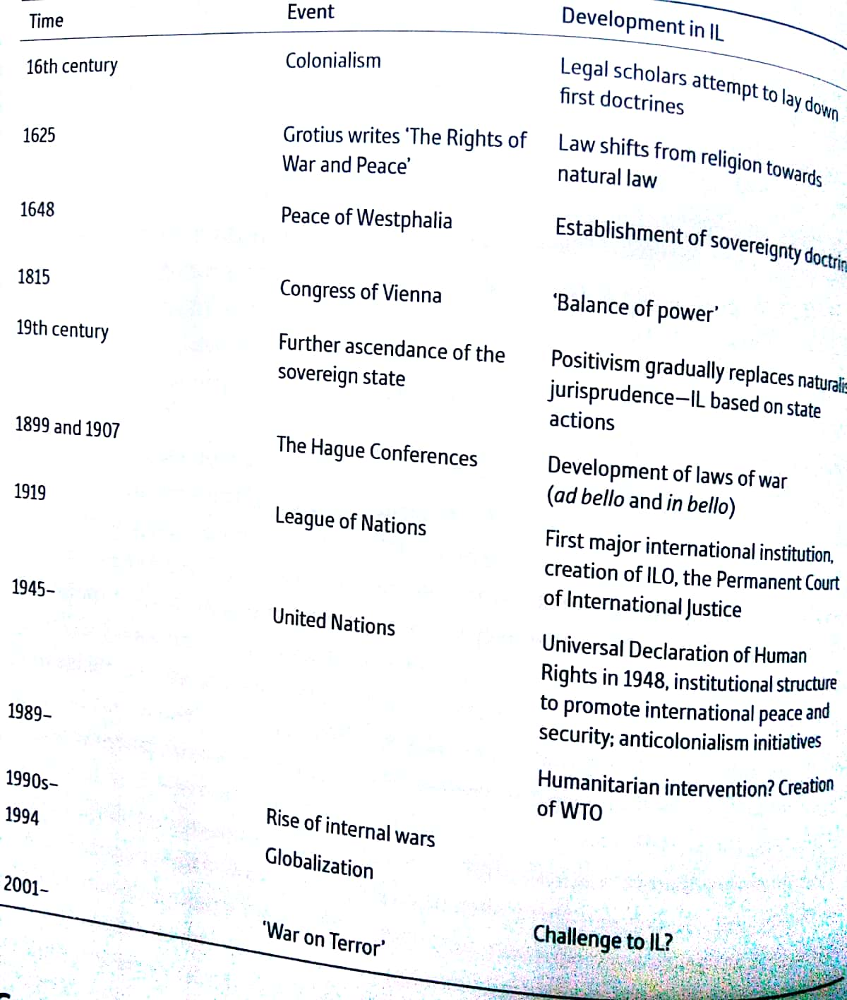 Time Event Development in IL
16th century Colonialism Legal scholars attempt to lay down
first doctrines
1625 Grotius writes ‘The Rights of Law shifts from religion towards
War and Peace’ natural law
1648 Peace of Westphalia Establishment of sovereignty doctrin
1815 Congress of Vienna ‘Balance of power’
19th century Further ascendance of the Positivism gradually replaces naturalis
sovereign state jurisprudence—IL based on state
actions
1899 and 1907 The Hague Conferences Development of laws of war
(ad bello and in bello)
1919 League of Nations First major international institution,
creation of ILO, the Permanent Court
of International Justice
1945– United Nations Universal Declaration of Human
Rights in 1948, institutional structure
to promote international peace and
security; anticolonialism initiatives
1989– Humanitarian intervention? Creation
of WTO
1990s– Rise of internal wars
1994 Globalization
2001– ‘War on Terror’ Challenge to IL?